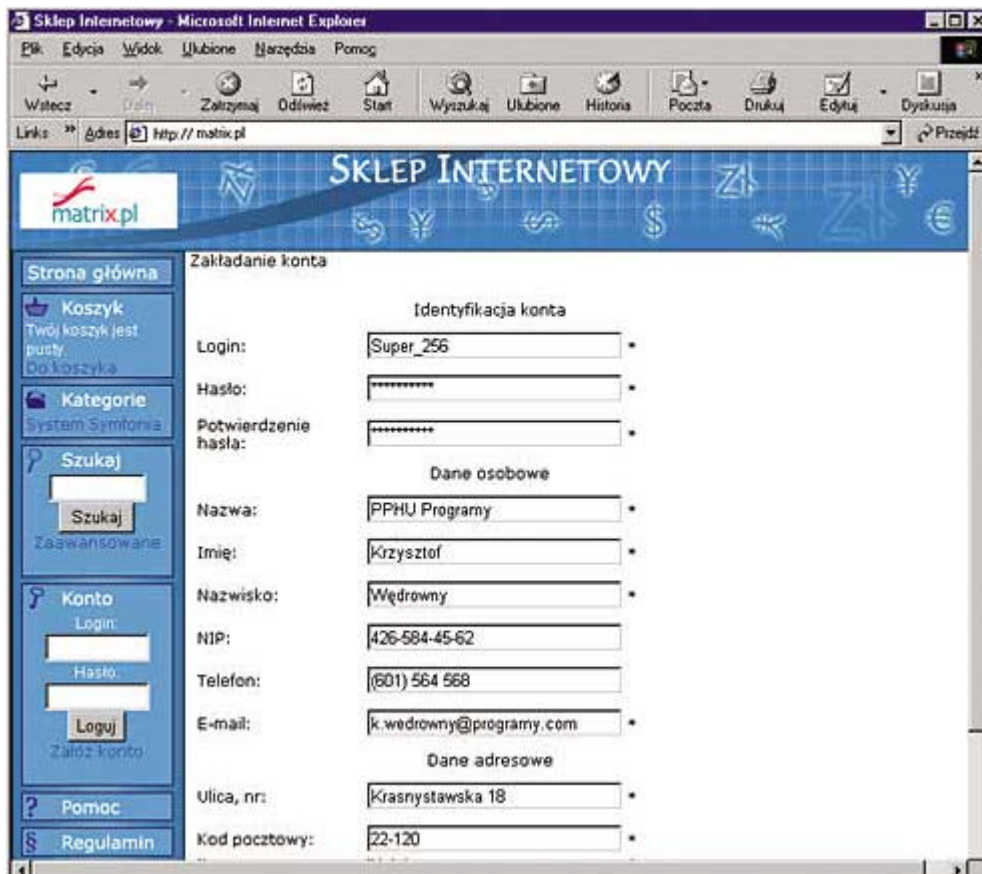 Sklep Internetowy - Microsoft Internet Explorer
Plik Edycja Widok Ulubione Narzędzia Pomoc
Wstecz Dalej Zatrzymaj Odśwież Start Wyszukaj Ulubione Historia Poczta Drukuj Edytuj Dyskusja
Links » Adres http:// matrix.pl Przejdź
matrix.pl
SKLEP INTERNETOWY
Strona główna
Koszyk
Twój koszyk jest
pusty.
Do koszyka
Kategorie
System Symfonia
Szukaj
Szukaj
Zaawansowane
Konto
Login:
Hasło:
Loguj
Załóż konto
? Pomoc
§ Regulamin
Zakładanie konta
Identyfikacja konta
Login: Super_256 *
Hasło: ********** *
Potwierdzenie
hasła: ********** *
Dane osobowe
Nazwa: PPHU Programy *
Imię: Krzysztof *
Nazwisko: Wędrowny *
NIP: 426-584-45-62
Telefon: (601) 564 568
E-mail: k.wedrowny@programy.com *
Dane adresowe
Ulica, nr: Krasnystawska 18 *
Kod pocztowy: 22-120 *